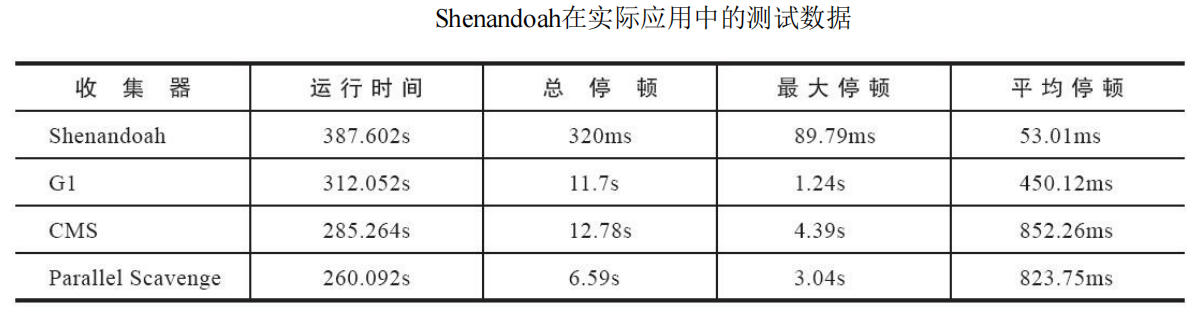 Shenandoah在实际应用中的测试数据
收集器 运行时间 总停顿 最大停顿 平均停顿
Shenandoah 387.602s 320ms 89.79ms 53.01ms
G1 312.052s 11.7s 1.24s 450.12ms
CMS 285.264s 12.78s 4.39s 852.26ms
Parallel Scavenge 260.092s 6.59s 3.04s 823.75ms